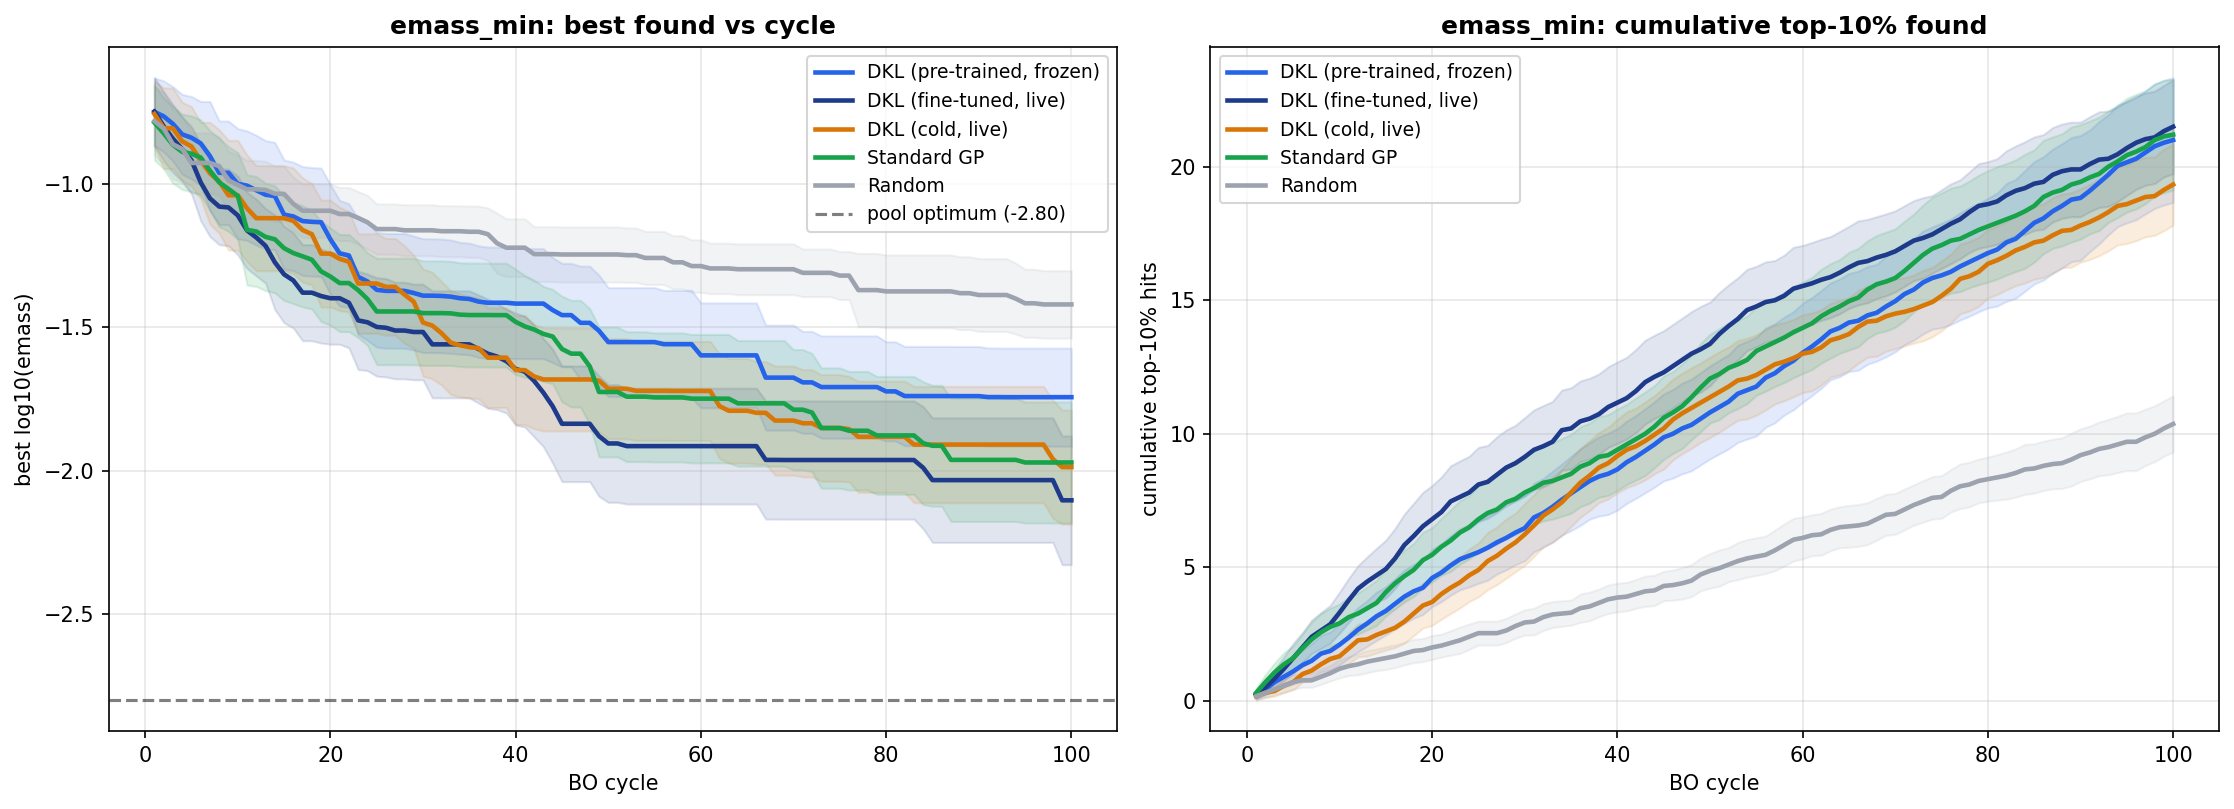 emass_min: best found vs cycle
best log10(emass)
−1.0
−1.5
−2.0
−2.5
0
20
40
60
80
100
BO cycle
DKL (pre-trained, frozen)
DKL (fine-tuned, live)
DKL (cold, live)
Standard GP
Random
pool optimum (-2.80)
emass_min: cumulative top-10% found
cumulative top-10% hits
20
15
10
5
0
0
20
40
60
80
100
BO cycle
DKL (pre-trained, frozen)
DKL (fine-tuned, live)
DKL (cold, live)
Standard GP
Random